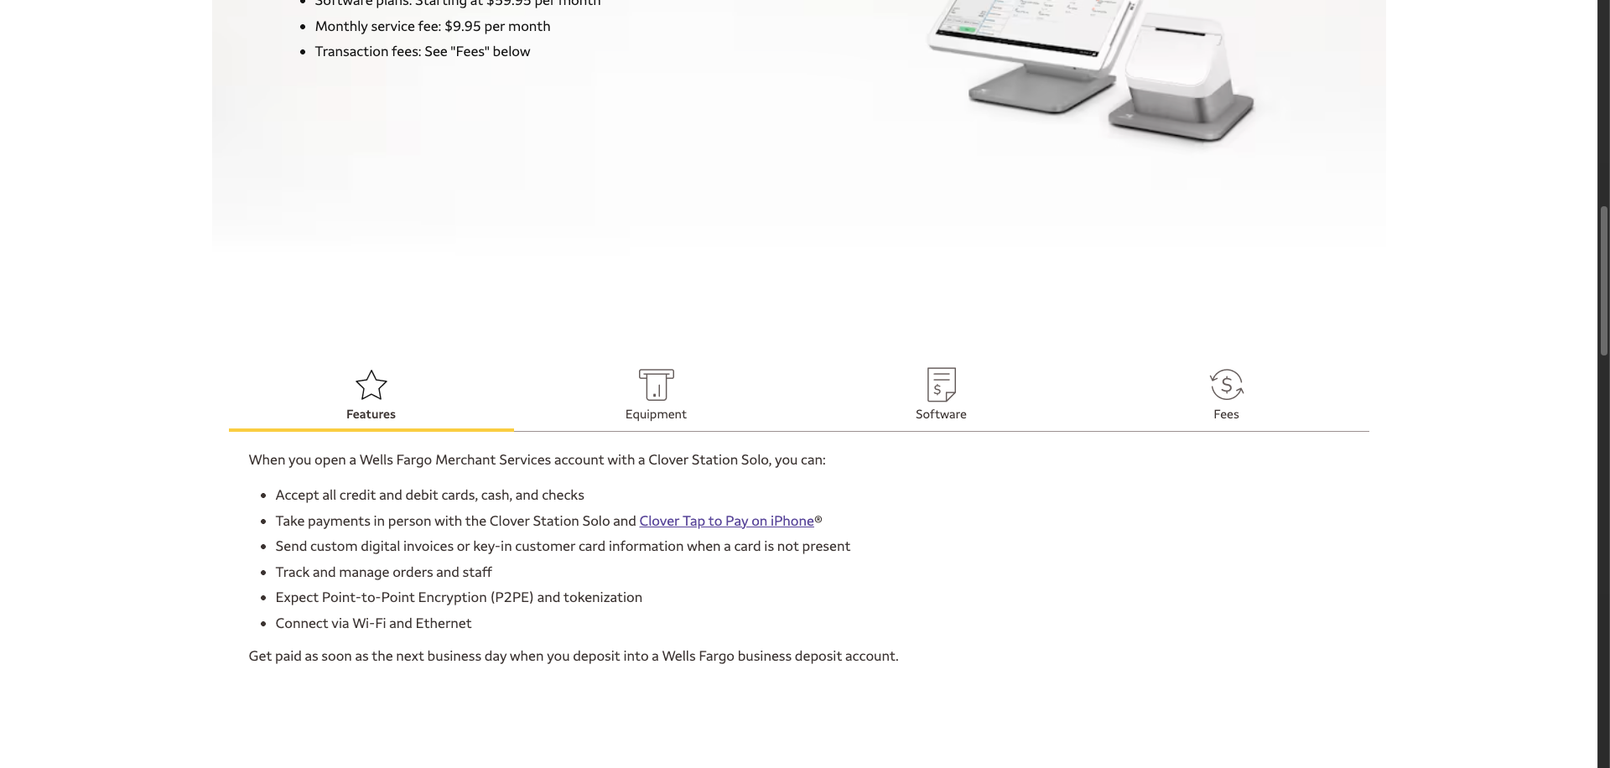 Software plans: Starting at $59.95 per month
Monthly service fee: $9.95 per month
Transaction fees: See "Fees" below
Features
Equipment
Software
Fees
When you open a Wells Fargo Merchant Services account with a Clover Station Solo, you can:
Accept all credit and debit cards, cash, and checks
Take payments in person with the Clover Station Solo and Clover Tap to Pay on iPhone®
Send custom digital invoices or key-in customer card information when a card is not present
Track and manage orders and staff
Expect Point-to-Point Encryption (P2PE) and tokenization
Connect via Wi-Fi and Ethernet
Get paid as soon as the next business day when you deposit into a Wells Fargo business deposit account.